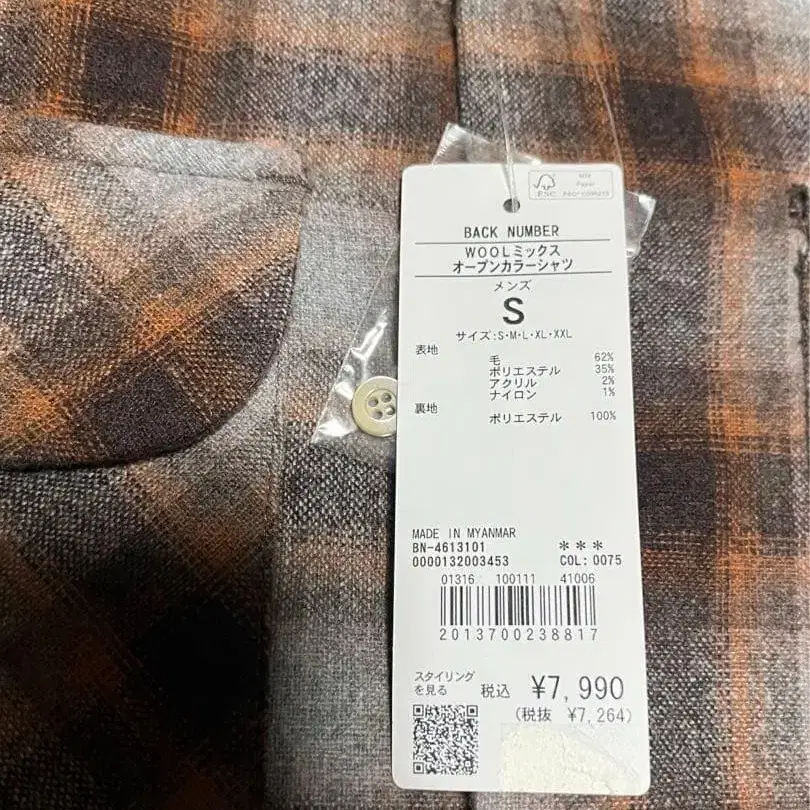 FSC
MIX
Paper
BACK NUMBER
WOOLミックス
オープンカラーシャツ
メンズ
S
サイズ:S・M・L・XL・XXL
表地
毛 62%
ポリエステル 35%
アクリル 2%
ナイロン 1%
裏地
ポリエステル 100%
MADE IN MYANMAR
BN-4613101 ***
0000132003453 COL: 0075
01316 100111 41006
2013700238817
スタイリング
を見る 税込 ¥7,990
(税抜 ¥7,264)